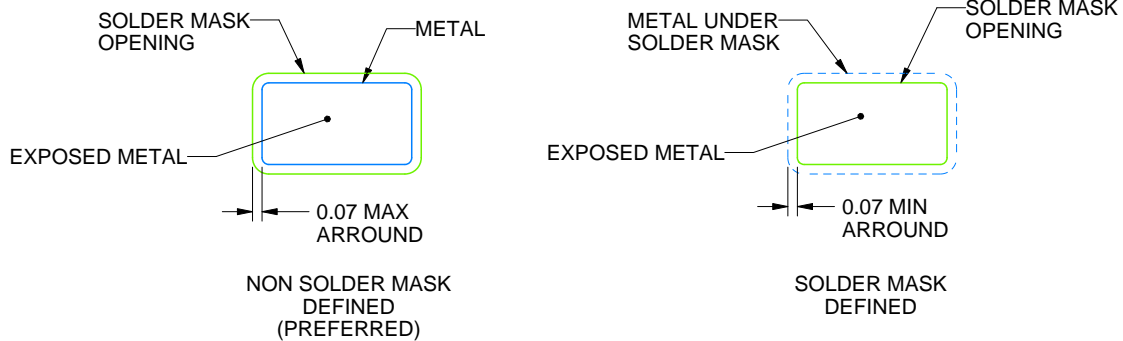 SOLDER MASK
OPENING
METAL
EXPOSED METAL
0.07 MAX
ARROUND
NON SOLDER MASK
DEFINED
(PREFERRED)
METAL UNDER
SOLDER MASK
SOLDER MASK
OPENING
EXPOSED METAL
0.07 MIN
ARROUND
SOLDER MASK
DEFINED